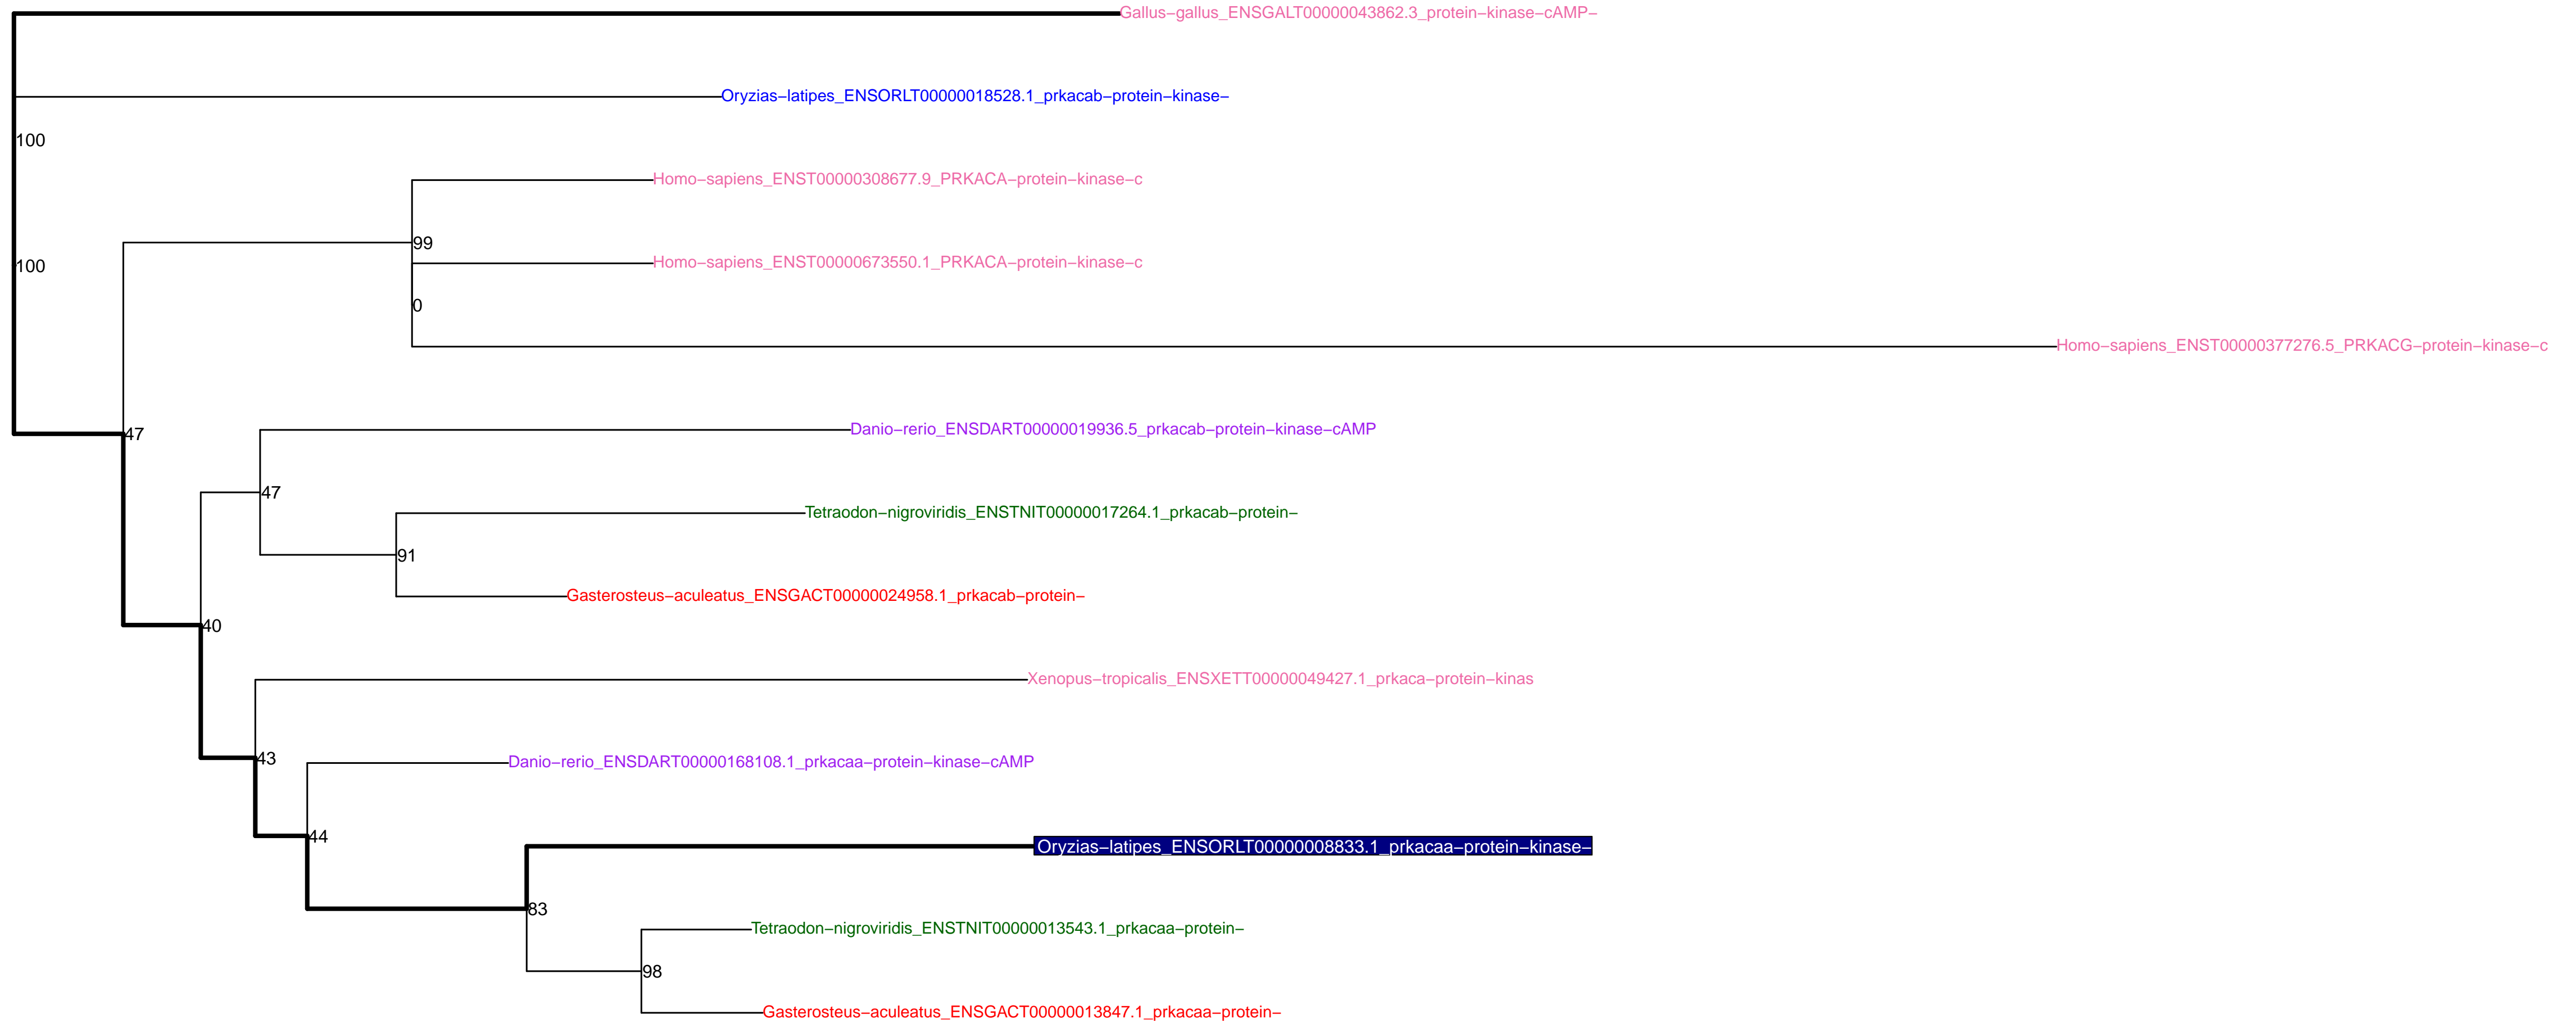 Gallus-gallus_ENSGALT00000043862.3_protein-kinase-cAMP-
Oryzias-latipes_ENSORLT00000018528.1_prkacab-protein-kinase-
100
Homo-sapiens_ENST00000308677.9_PRKACA-protein-kinase-c
99
Homo-sapiens_ENST00000673550.1_PRKACA-protein-kinase-c
100
0
Homo-sapiens_ENST00000377276.5_PRKACG-protein-kinase-c
Danio-rerio_ENSDART00000019936.5_prkacab-protein-kinase-cAMP
47
47
Tetraodon-nigroviridis_ENSTNIT00000017264.1_prkacab-protein-
91
Gasterosteus-aculeatus_ENSGACT00000024958.1_prkacab-protein-
40
Xenopus-tropicalis_ENSXETT00000049427.1_prkaca-protein-kinas
43
Danio-rerio_ENSDART00000168108.1_prkacaa-protein-kinase-cAMP
44
Oryzias-latipes_ENSORLT00000008833.1_prkacaa-protein-kinase-
83
Tetraodon-nigroviridis_ENSTNIT00000013543.1_prkacaa-protein-
98
Gasterosteus-aculeatus_ENSGACT00000013847.1_prkacaa-protein-